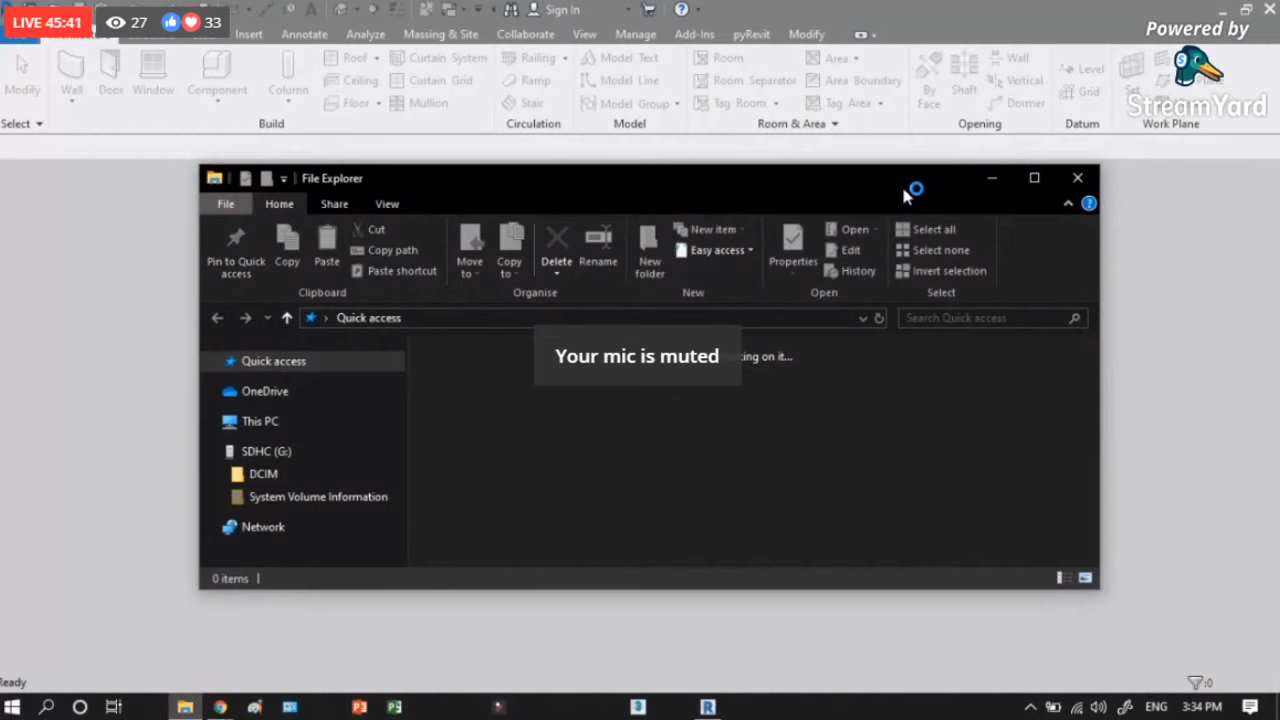 LIVE 45:41 27 33
Sign In
Powered by
StreamYard
Insert Annotate Analyze Massing & Site Collaborate View Manage Add-Ins pyRevit Modify
Modify Wall Door Window Component Column
Roof Curtain System Railing Model Text Room Area Wall Level
Ceiling Curtain Grid Ramp Model Line Room Separator Area Boundary Vertical Grid
Floor Mullion Stair Model Group Tag Room Tag Area Dormer
By Face Shaft Set
Select Build Circulation Model Room & Area Opening Datum Work Plane
File Explorer
File Home Share View
Pin to Quick access Copy Paste
Cut
Copy path
Paste shortcut
Move to Copy to Delete Rename
New folder
New item
Easy access
Properties
Open
Edit
History
Select all
Select none
Invert selection
Clipboard Organise New Open Select
Quick access
Search Quick access
Your mic is muted
king on it...
Quick access
OneDrive
This PC
SDHC (G:)
DCIM
System Volume Information
Network
0 items
Ready
:0
ENG 3:34 PM